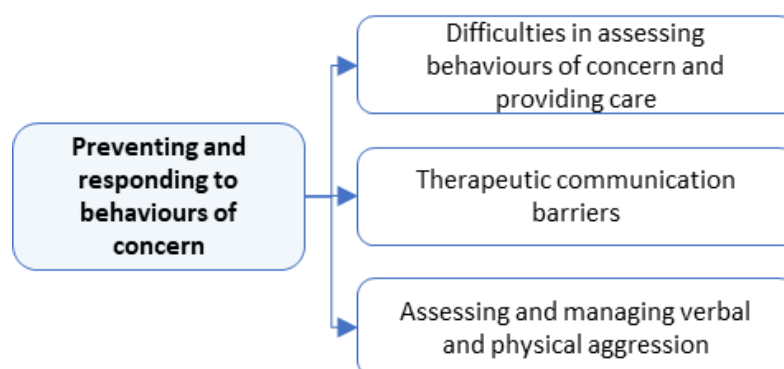 Preventing and
responding to
behaviours of
concern
Difficulties in assessing
behaviours of concern and
providing care
Therapeutic communication
barriers
Assessing and managing verbal
and physical aggression